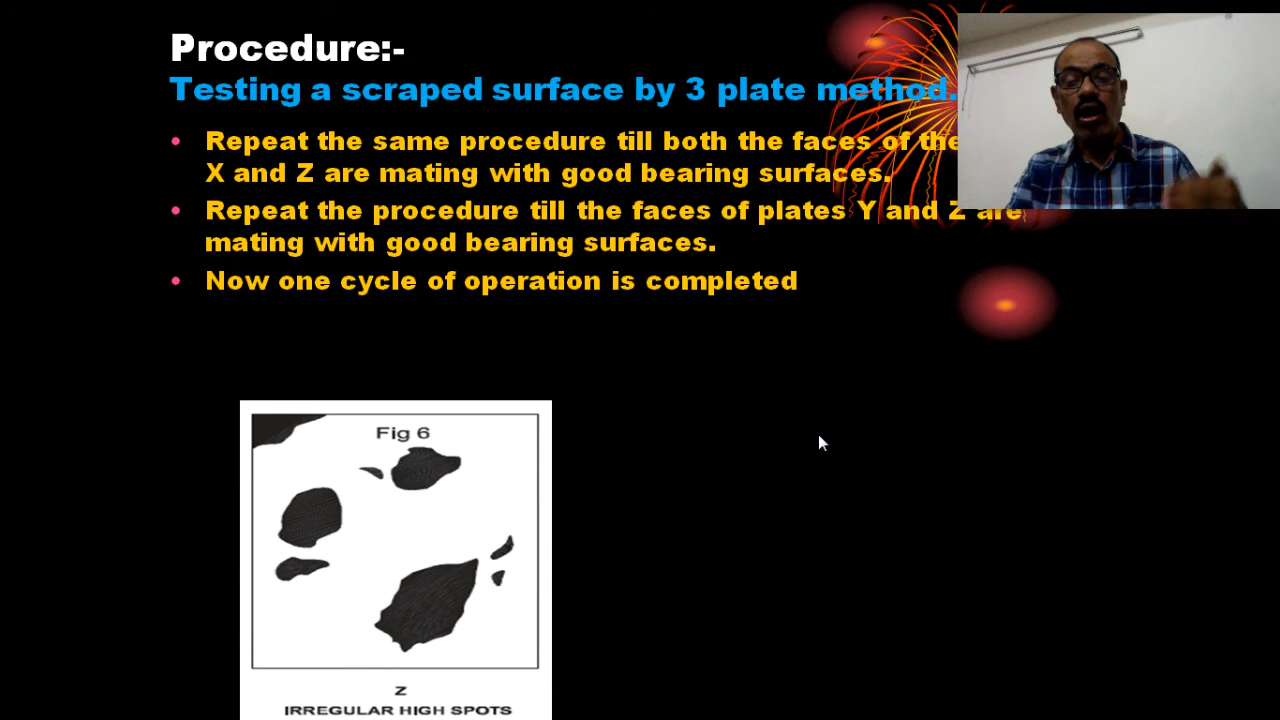 Procedure:-
Testing a scraped surface by 3 plate method.
• Repeat the same procedure till both the faces of the
X and Z are mating with good bearing surfaces.
• Repeat the procedure till the faces of plates Y and Z are
mating with good bearing surfaces.
• Now one cycle of operation is completed
Fig 6
Z
IRREGULAR HIGH SPOTS